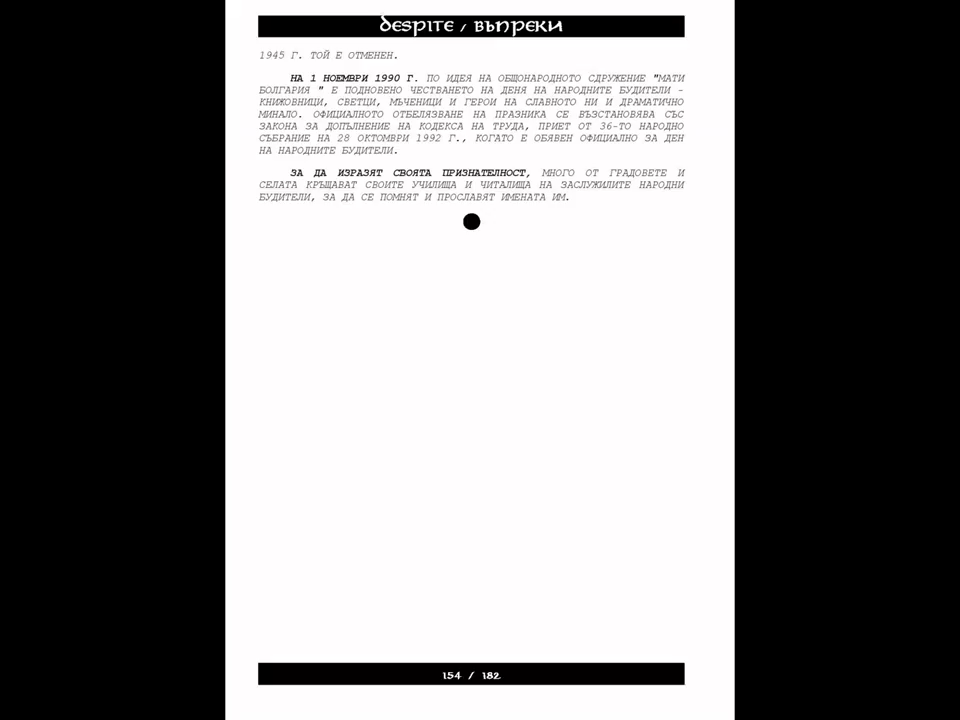 DESPITE / ВЪПРЕКИ
1945 Г. ТОЙ Е ОТМЕНЕН.
НА 1 НОЕМВРИ 1990 Г. ПО ИДЕЯ НА ОБЩОНАРОДНОТО СДРУЖЕНИЕ "МАТИ
БОЛГАРИЯ " Е ПОДНОВЕНО ЧЕСТВАНЕТО НА ДЕНЯ НА НАРОДНИТЕ БУДИТЕЛИ -
КНИЖОВНИЦИ, СВЕТЦИ, МЪЧЕНИЦИ И ГЕРОИ НА СЛАВНОТО НИ И ДРАМАТИЧНО
МИНАЛО. ОФИЦИАЛНОТО ОТБЕЛЯЗВАНЕ НА ПРАЗНИКА СЕ ВЪЗСТАНОВЯВА СЪС
ЗАКОНА ЗА ДОПЪЛНЕНИЕ НА КОДЕКСА НА ТРУДА, ПРИЕТ ОТ 36-ТО НАРОДНО
СЪБРАНИЕ НА 28 ОКТОМВРИ 1992 Г., КОГАТО Е ОБЯВЕН ОФИЦИАЛНО ЗА ДЕН
НА НАРОДНИТЕ БУДИТЕЛИ.
ЗА ДА ИЗРАЗЯТ СВОЯТА ПРИЗНАТЕЛНОСТ, МНОГО ОТ ГРАДОВЕТЕ И
СЕЛАТА КРЪЩАВАТ СВОИТЕ УЧИЛИЩА И ЧИТАЛИЩА НА ЗАСЛУЖИЛИТЕ НАРОДНИ
БУДИТЕЛИ, ЗА ДА СЕ ПОМНЯТ И ПРОСЛАВЯТ ИМЕНАТА ИМ.
154 / 182